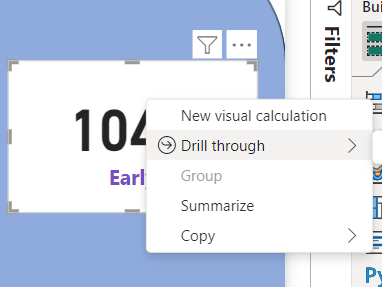 Bui
Filters
104
Early
New visual calculation
Drill through
Group
Summarize
Copy
Py